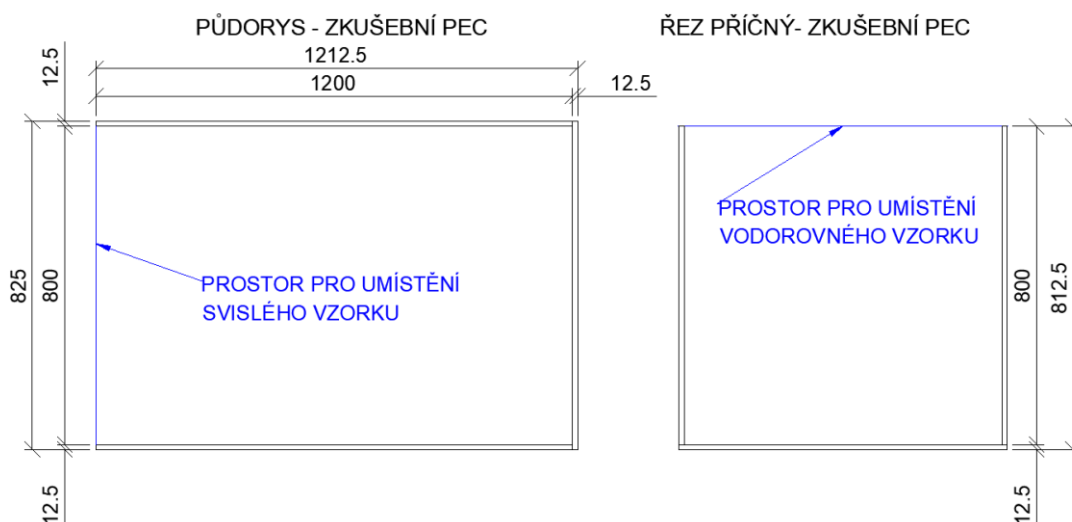 PŮDORYS - ZKUŠEBNÍ PEC
1212.5
1200
12.5
12.5
825
800
12.5
PROSTOR PRO UMÍSTĚNÍ
SVISLÉHO VZORKU
ŘEZ PŘÍČNÝ- ZKUŠEBNÍ PEC
PROSTOR PRO UMÍSTĚNÍ
VODOROVNÉHO VZORKU
800
812.5
12.5